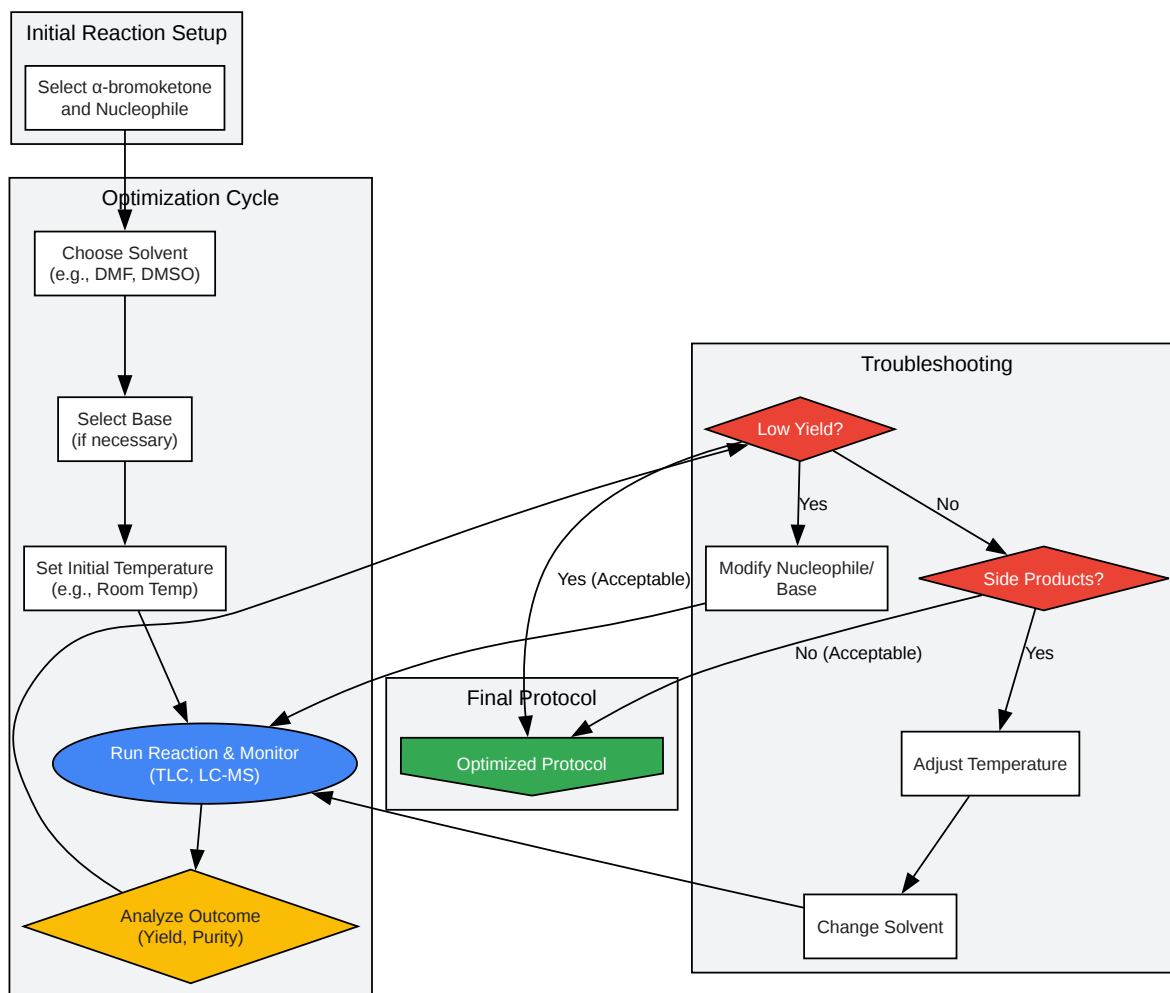 Initial Reaction Setup
Select α-bromoketone
and Nucleophile
Optimization Cycle
Choose Solvent
(e.g., DMF, DMSO)
Select Base
(if necessary)
Set Initial Temperature
(e.g., Room Temp)
Run Reaction & Monitor
(TLC, LC-MS)
Analyze Outcome
(Yield, Purity)
Troubleshooting
Low Yield?
Yes
No
Yes (Acceptable)
Modify Nucleophile/
Base
Side Products?
No (Acceptable)
Yes
Final Protocol
Optimized Protocol
Adjust Temperature
Change Solvent